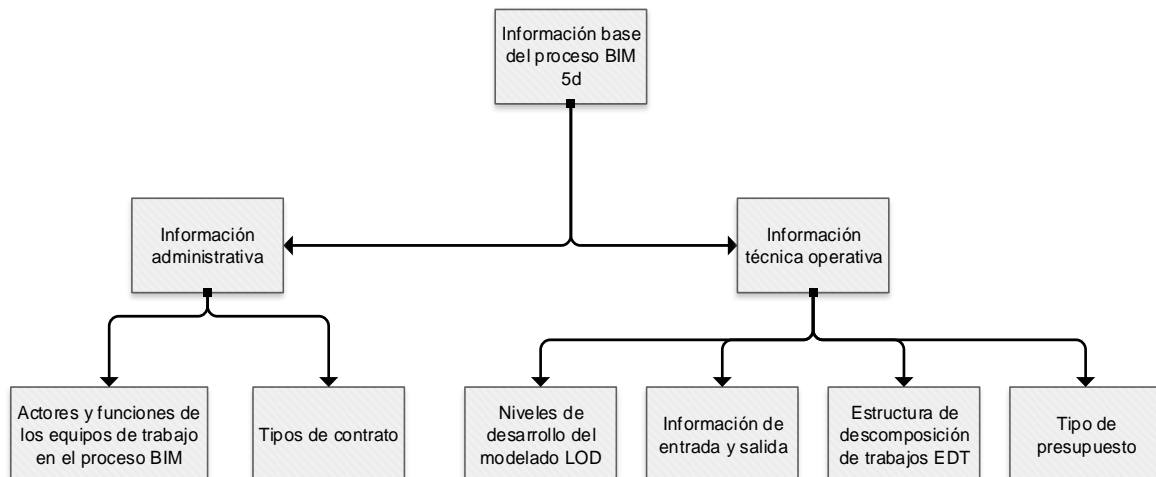 Información base
del proceso BIM
5d
Información
administrativa
Información
técnica operativa
Actores y funciones de
los equipos de trabajo
en el proceso BIM
Tipos de contrato
Niveles de
desarrollo del
modelado LOD
Información de
entrada y salida
Estructura de
descomposición
de trabajos EDT
Tipo de
presupuesto